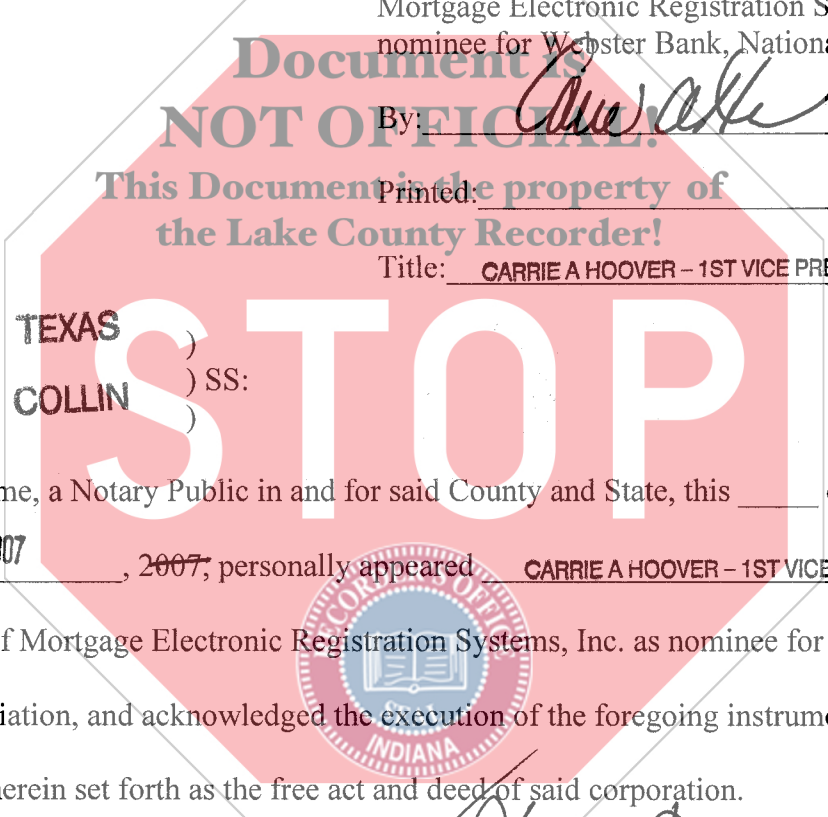 Mortgage Electronic Registration S
nominee for Webster Bank, Nationa
Document is
NOT OFFICIAL!
By:
This Document is the property of
Printed:
the Lake County Recorder!
Title: CARRIE A HOOVER – 1ST VICE PRE
STOP
TEXAS )
) SS:
COLLIN )
me, a Notary Public in and for said County and State, this
07 , 2007, personally appeared CARRIE A HOOVER – 1ST VICE
RECORDER'S OFFICE
f Mortgage Electronic Registration Systems, Inc. as nominee for
SEAL
iation, and acknowledged the execution of the foregoing instrume
INDIANA
herein set forth as the free act and deed of said corporation.